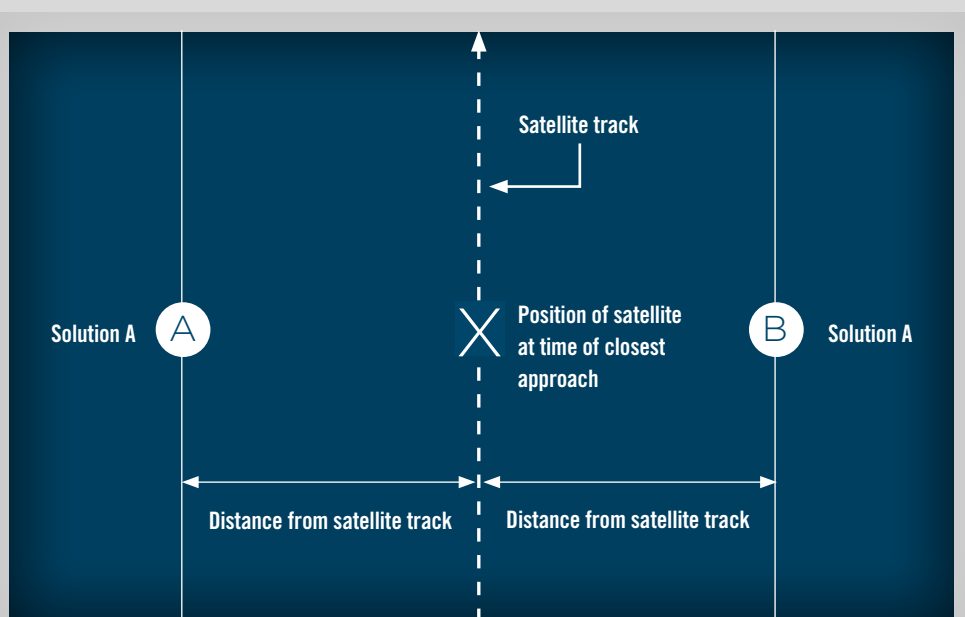 Satellite track
Solution A
A
X
Position of satellite
at time of closest
approach
B
Solution A
Distance from satellite track
Distance from satellite track